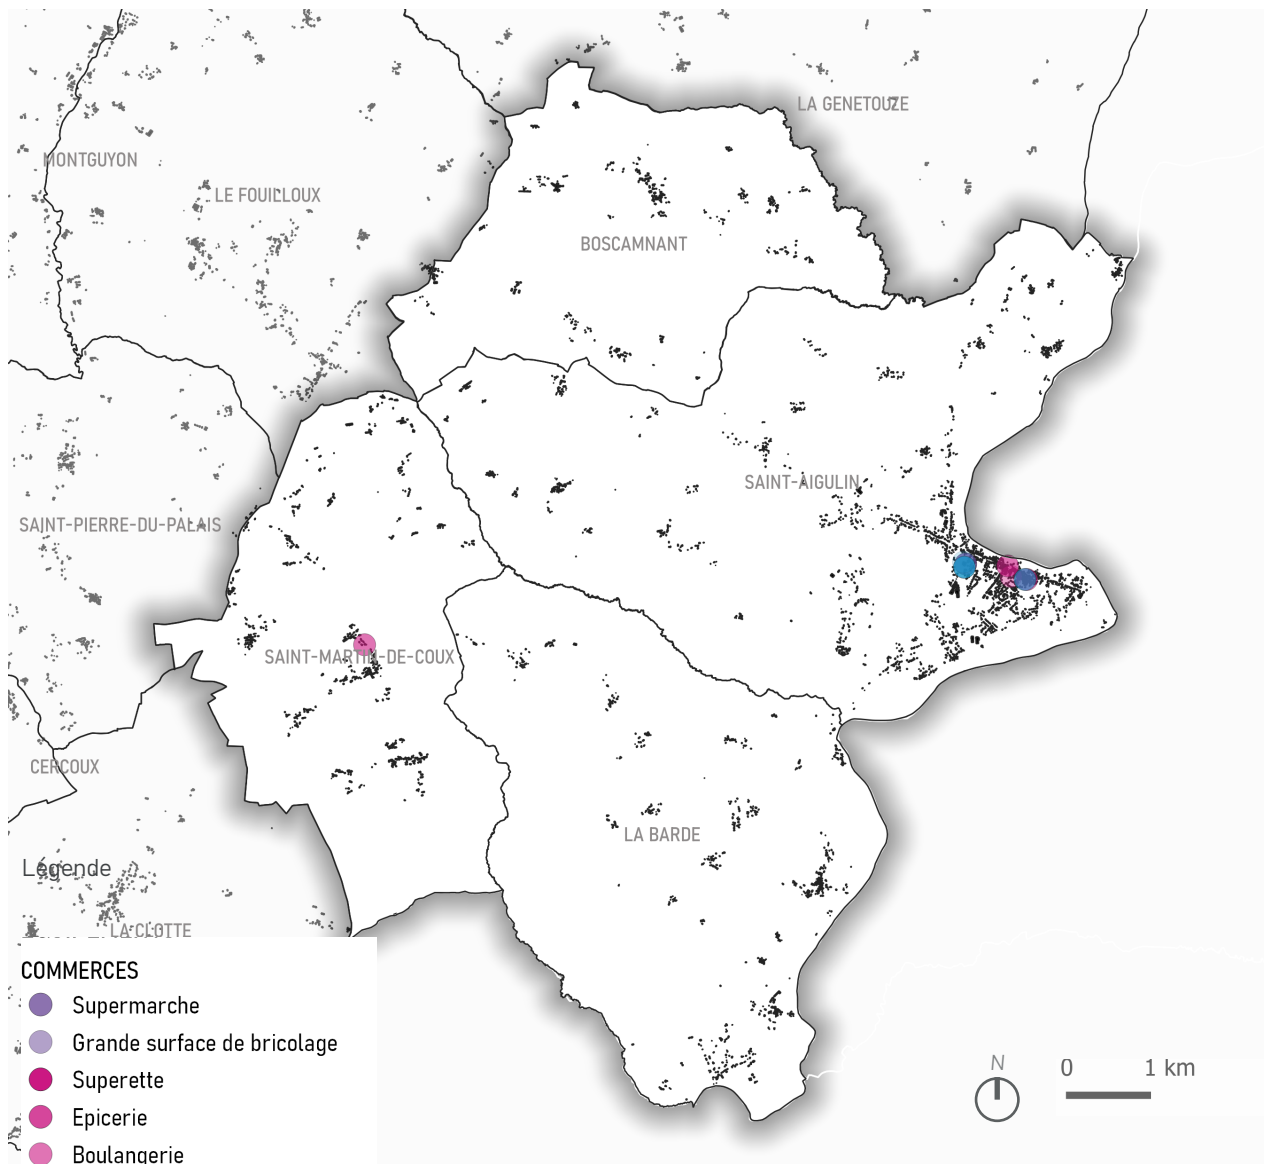 LA GENETOUZE
MONTGUYON
LE FOUILLOUX
BOSCAMNANT
SAINT-AIGULIN
SAINT-PIERRE-DU-PALAIS
SAINT-MARTIN-DE-COUX
CERCOUX
LA BARDE
Légende
LA CLOTTE
COMMERCES
Supermarche
Grande surface de bricolage
Superette
Epicerie
Boulangerie
N
0 1 km